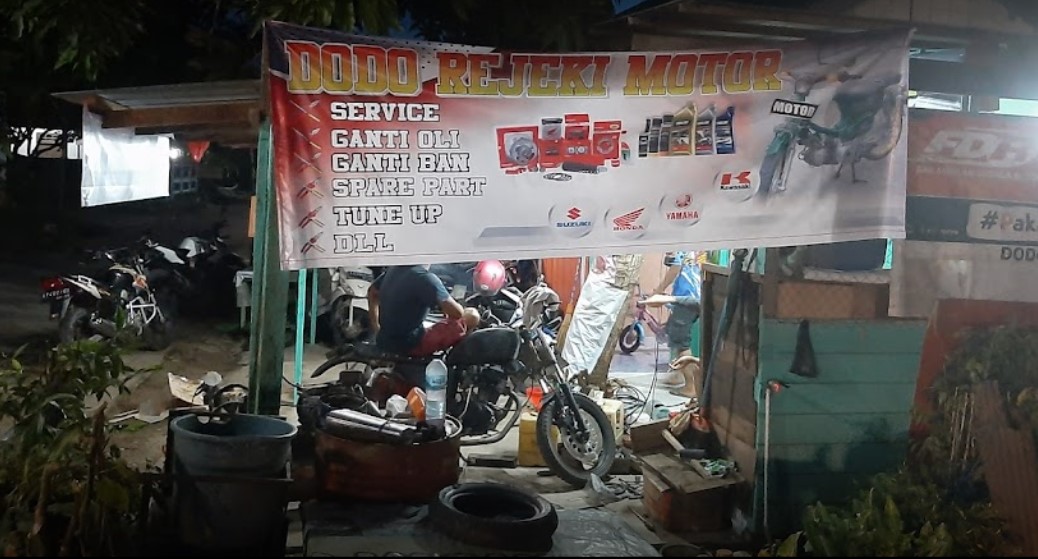 DODO REJEKI MOTOR
SERVICE
GANTI OLI
GANTI BAN
SPARE PART
TUNE UP
DLL
MOTOR
SUZUKI
HONDA
YAMAHA
Kawasaki
FDR
#Pak
DODO